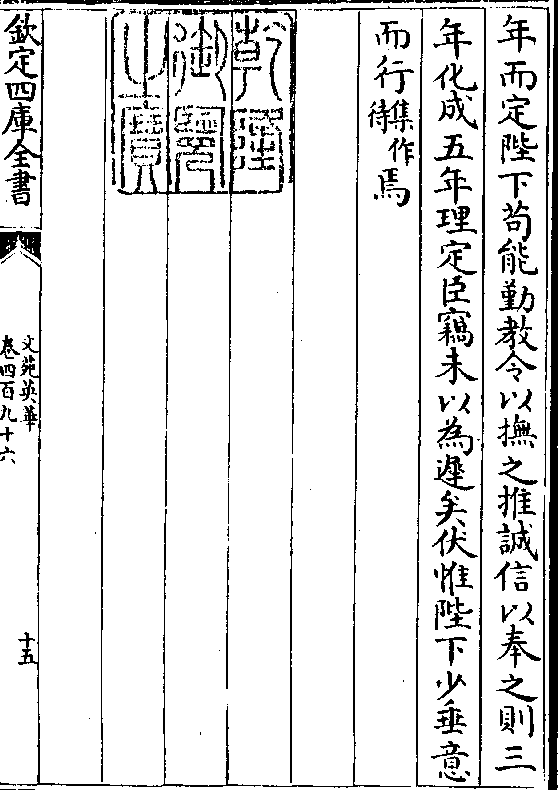 年而定陛下苟能勤教令以撫之推誠信以奉之則三
年化成五年理定臣竊未以為遲矣伏惟陛下少垂意
而行集作待焉
乾隆御覽之寶
欽定四庫全書
文苑英華
卷四百九十六
十五